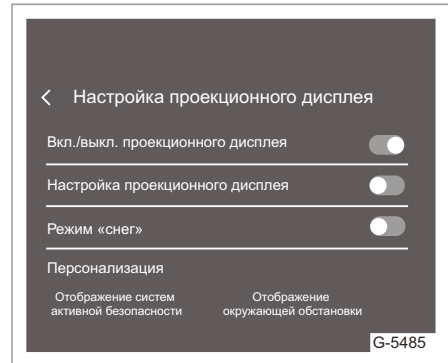 Настройка проекционного дисплея
Вкл./выкл. проекционного дисплея
Настройка проекционного дисплея
Режим «снег»
Персонализация
Отображение систем
активной безопасности
Отображение
окружающей обстановки
G-5485